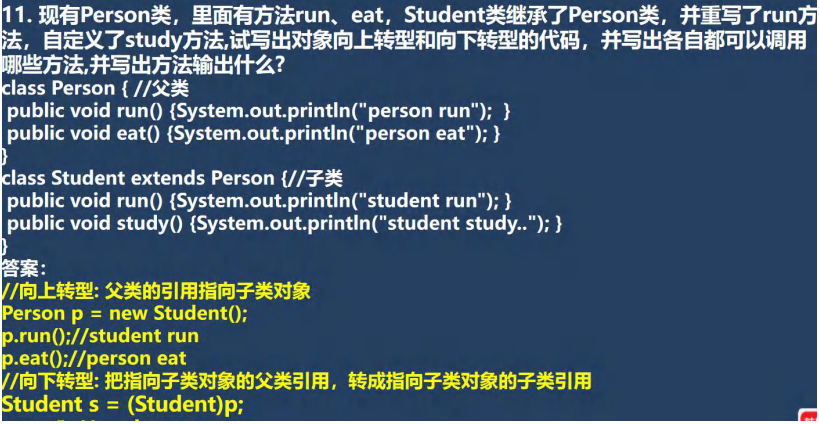 11. 现有Person类，里面有方法run、eat，Student类继承了Person类，并重写了run方
法，自定义了study方法,试写出对象向上转型和向下转型的代码，并写出各自都可以调用
哪些方法,并写出方法输出什么?
class Person { //父类
public void run() {System.out.println("person run");  }
public void eat() {System.out.println("person eat"); }
}
class Student extends Person {//子类
public void run() {System.out.println("student run"); }
public void study() {System.out.println("student study.."); }
}
答案：
//向上转型: 父类的引用指向子类对象
Person p = new Student();
p.run();//student run
p.eat();//person eat
//向下转型: 把指向子类对象的父类引用，转成指向子类对象的子类引用
Student s = (Student)p;